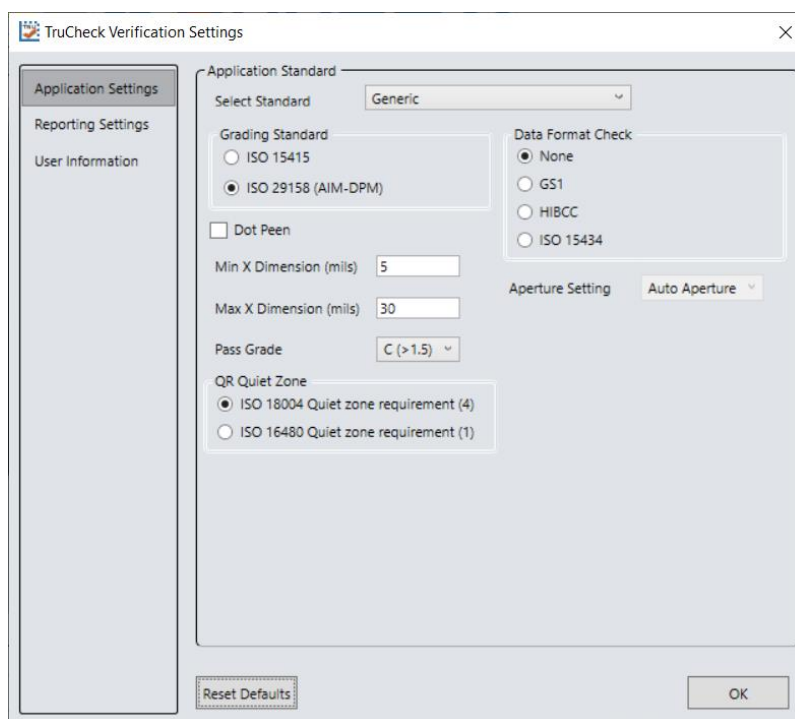 TruCheck Verification Settings
Application Settings
Reporting Settings
User Information
Application Standard
Select Standard
Generic
Grading Standard
ISO 15415
ISO 29158 (AIM-DPM)
Data Format Check
None
GS1
HIBCC
ISO 15434
Dot Peen
Min X Dimension (mils)
5
Max X Dimension (mils)
30
Aperture Setting
Auto Aperture
Pass Grade
C (>1.5)
QR Quiet Zone
ISO 18004 Quiet zone requirement (4)
ISO 16480 Quiet zone requirement (1)
Reset Defaults
OK